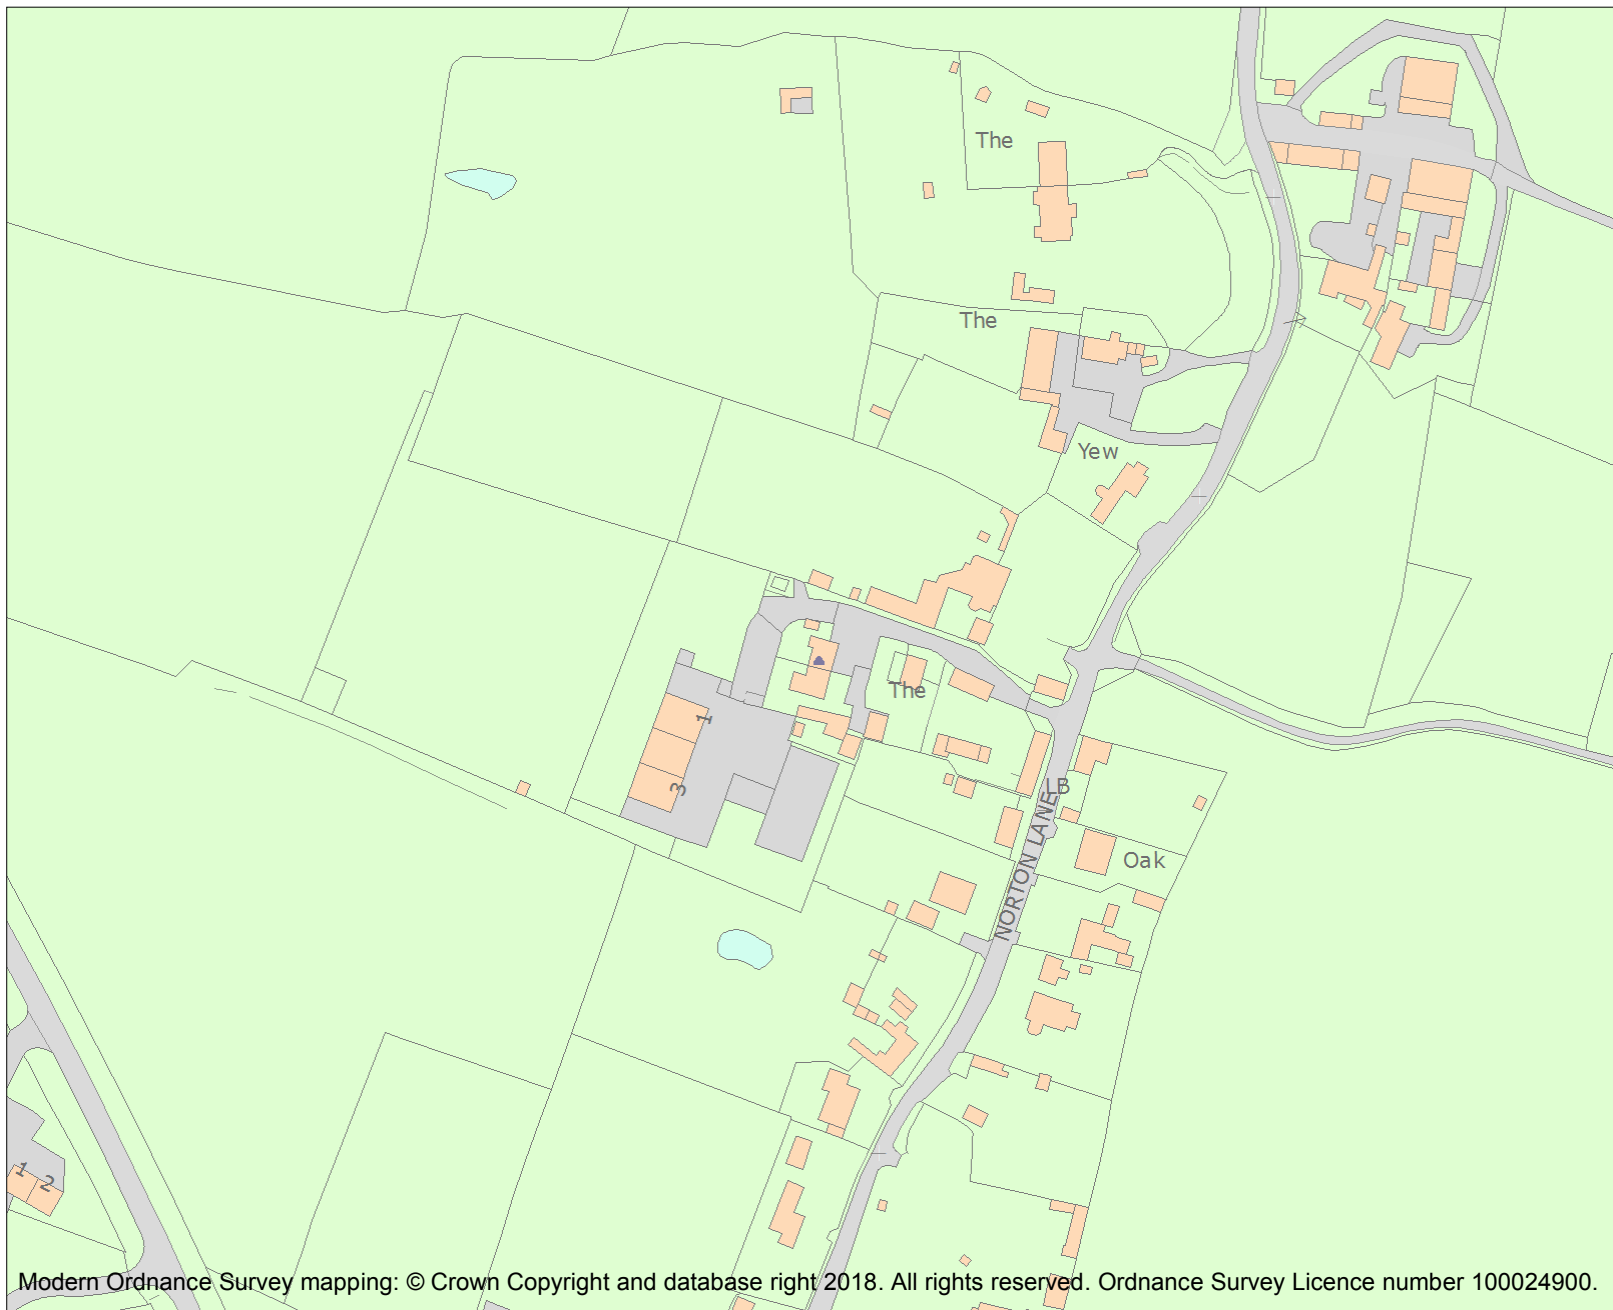 The
The
Yew
The
1
3
LB
NORTON LANE
Oak
1
2
Modern Ordnance Survey mapping: © Crown Copyright and database right 2018. All rights reserved. Ordnance Survey Licence number 100024900.